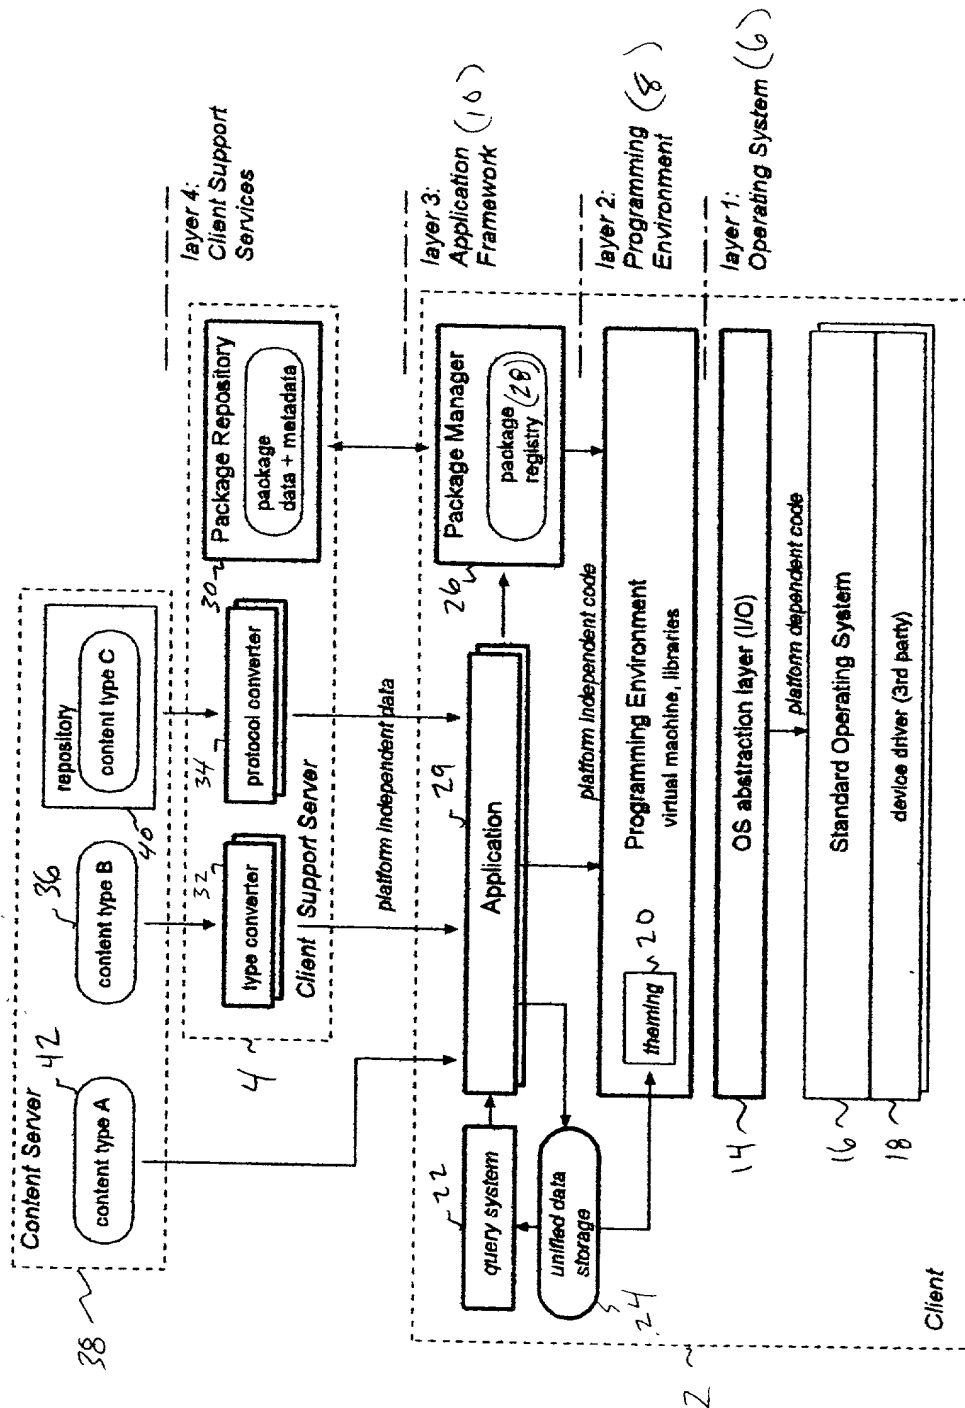 38
Content Server
42
content type A
36
content type B
repository
content type C
40
4
32
type converter
34
protocol converter
30
Package Repository
package
data + metadata
Client Support Server
layer 4:
Client Support
Services
platform independent data
2
22
query system
24
unified data
storage
29
Application
26
Package Manager
package
registry (28)
layer 3:
Application (10)
Framework
platform independent code
theming
20
Programming Environment
virtual machine, libraries
layer 2:
Programming (8)
Environment
14
OS abstraction layer (I/O)
layer 1:
Operating System (6)
platform dependent code
16
Standard Operating System
18
device driver (3rd party)
Client